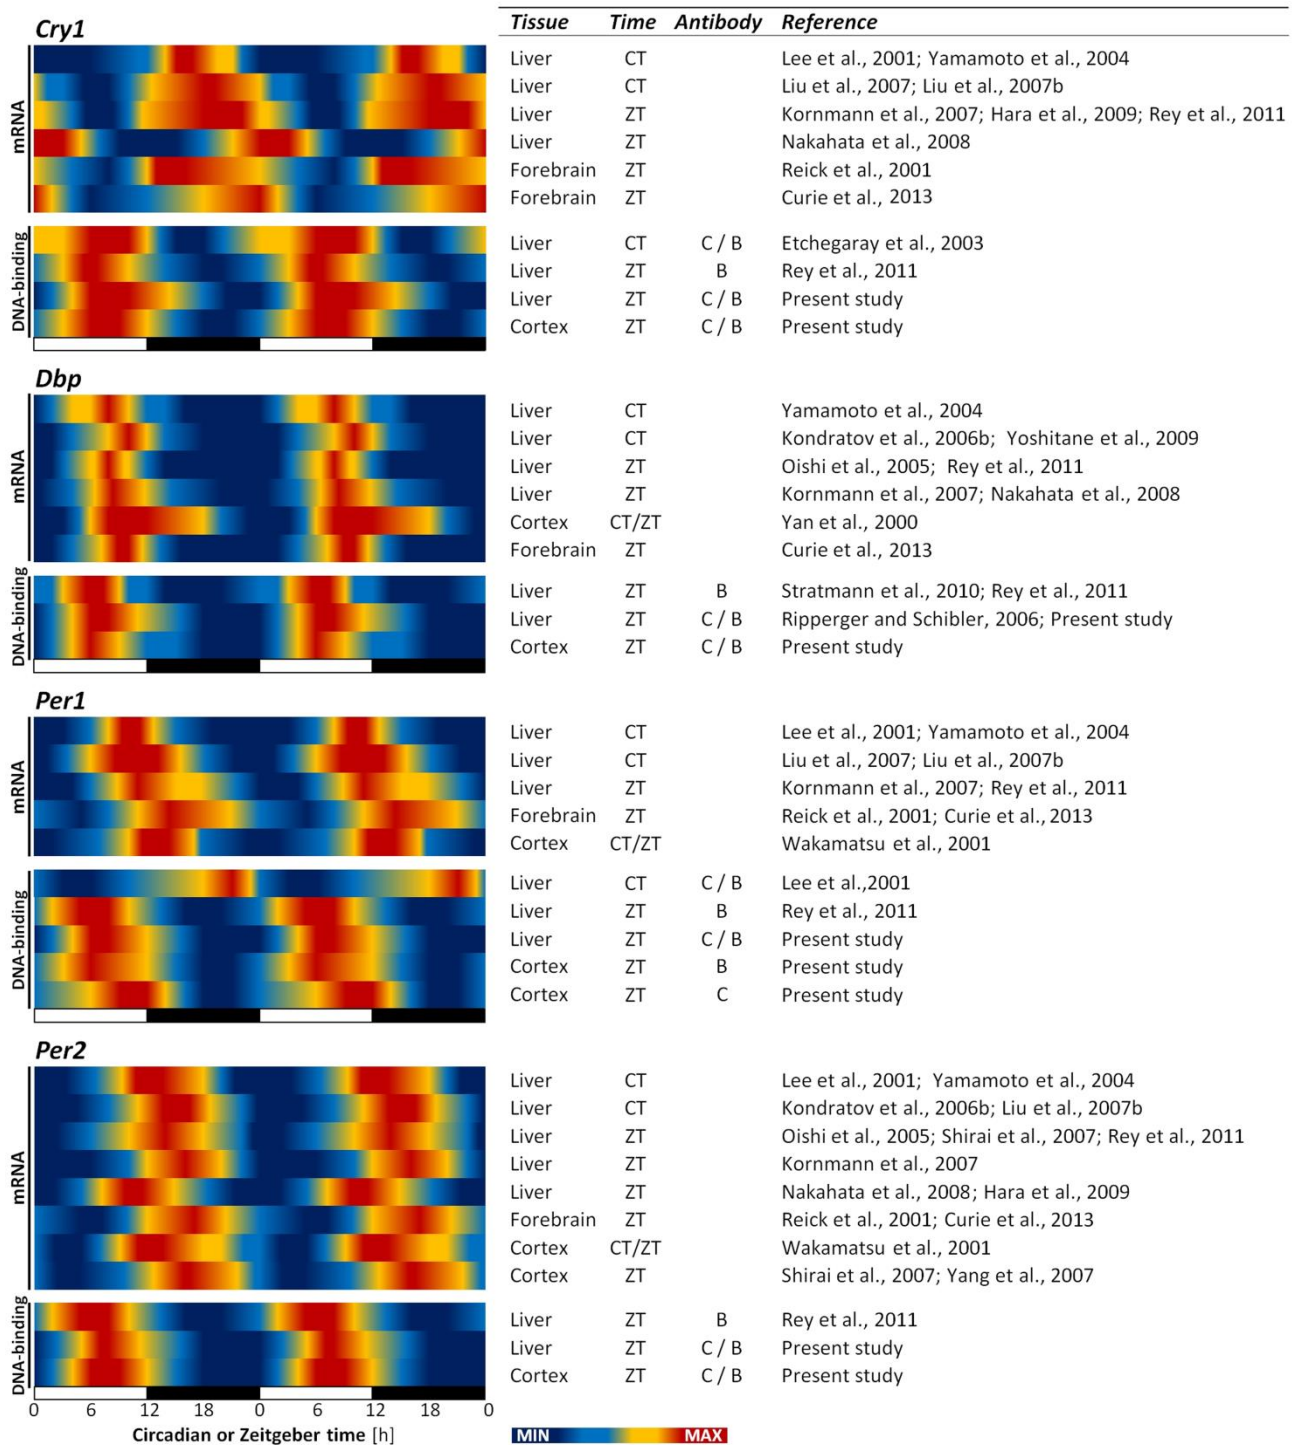 Tissue Time Antibody Reference
Cry1
mRNA
Liver CT Lee et al., 2001; Yamamoto et al., 2004
Liver CT Liu et al., 2007; Liu et al., 2007b
Liver ZT Kornmann et al., 2007; Hara et al., 2009; Rey et al., 2011
Liver ZT Nakahata et al., 2008
Forebrain ZT Reick et al., 2001
Forebrain ZT Curie et al., 2013
DNA-binding
Liver CT C / B Etchegaray et al., 2003
Liver ZT B Rey et al., 2011
Liver ZT C / B Present study
Cortex ZT C / B Present study
Dbp
mRNA
Liver CT Yamamoto et al., 2004
Liver CT Kondratov et al., 2006b; Yoshitane et al., 2009
Liver ZT Oishi et al., 2005; Rey et al., 2011
Liver ZT Kornmann et al., 2007; Nakahata et al., 2008
Cortex CT/ZT Yan et al., 2000
Forebrain ZT Curie et al., 2013
DNA-binding
Liver ZT B Stratmann et al., 2010; Rey et al., 2011
Liver ZT C / B Ripperger and Schibler, 2006; Present study
Cortex ZT C / B Present study
Per1
mRNA
Liver CT Lee et al., 2001; Yamamoto et al., 2004
Liver CT Liu et al., 2007; Liu et al., 2007b
Liver ZT Kornmann et al., 2007; Rey et al., 2011
Forebrain ZT Reick et al., 2001; Curie et al., 2013
Cortex CT/ZT Wakamatsu et al., 2001
DNA-binding
Liver CT C / B Lee et al.,2001
Liver ZT B Rey et al., 2011
Liver ZT C / B Present study
Cortex ZT B Present study
Cortex ZT C Present study
Per2
mRNA
Liver CT Lee et al., 2001; Yamamoto et al., 2004
Liver CT Kondratov et al., 2006b; Liu et al., 2007b
Liver ZT Oishi et al., 2005; Shirai et al., 2007; Rey et al., 2011
Liver ZT Kornmann et al., 2007
Liver ZT Nakahata et al., 2008; Hara et al., 2009
Forebrain ZT Reick et al., 2001; Curie et al., 2013
Cortex CT/ZT Wakamatsu et al., 2001
Cortex ZT Shirai et al., 2007; Yang et al., 2007
DNA-binding
Liver ZT B Rey et al., 2011
Liver ZT C / B Present study
Cortex ZT C / B Present study
0 6 12 18 0 6 12 18 0
Circadian or Zeitgeber time [h]
MIN MAX